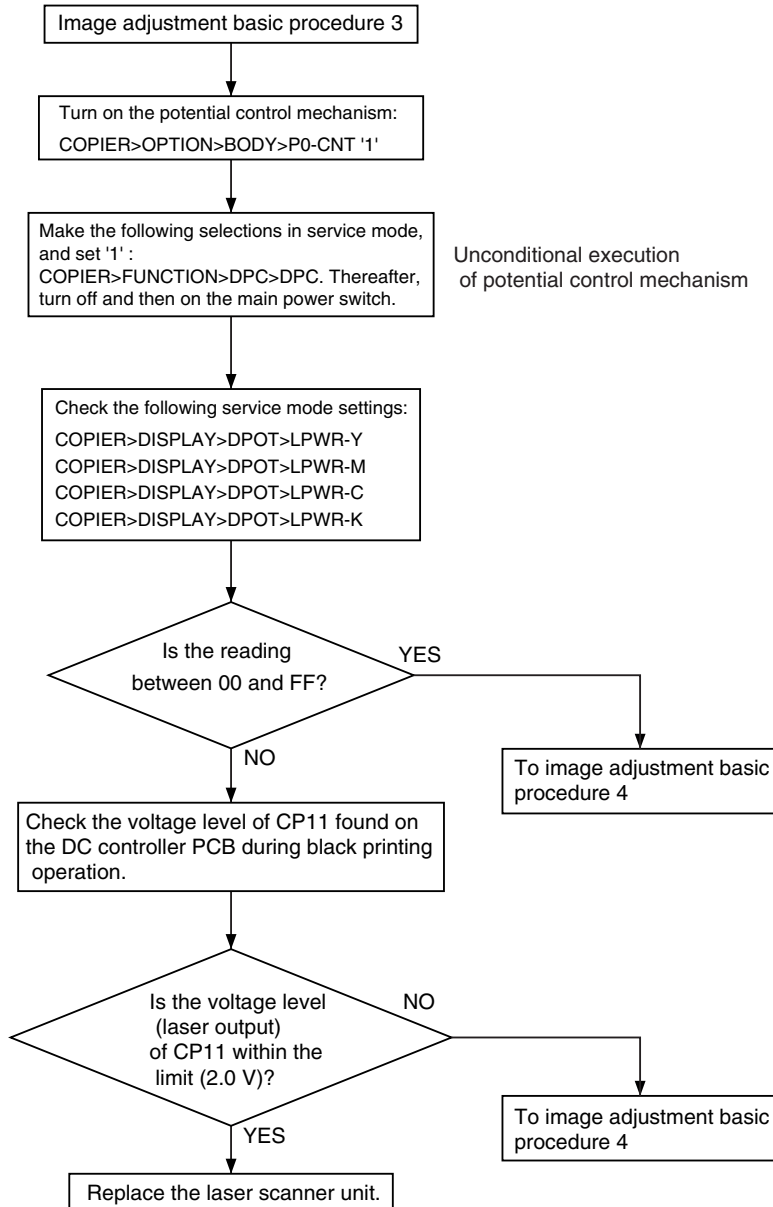 Image adjustment basic procedure 3
Turn on the potential control mechanism:
COPIER>OPTION>BODY>P0-CNT '1'
Make the following selections in service mode,
and set '1' :
COPIER>FUNCTION>DPC>DPC. Thereafter,
turn off and then on the main power switch.
Unconditional execution
of potential control mechanism
Check the following service mode settings:
COPIER>DISPLAY>DPOT>LPWR-Y
COPIER>DISPLAY>DPOT>LPWR-M
COPIER>DISPLAY>DPOT>LPWR-C
COPIER>DISPLAY>DPOT>LPWR-K
Is the reading
between 00 and FF?
YES
NO
To image adjustment basic
procedure 4
Check the voltage level of CP11 found on
the DC controller PCB during black printing
operation.
Is the voltage level
(laser output)
of CP11 within the
limit (2.0 V)?
NO
YES
To image adjustment basic
procedure 4
Replace the laser scanner unit.